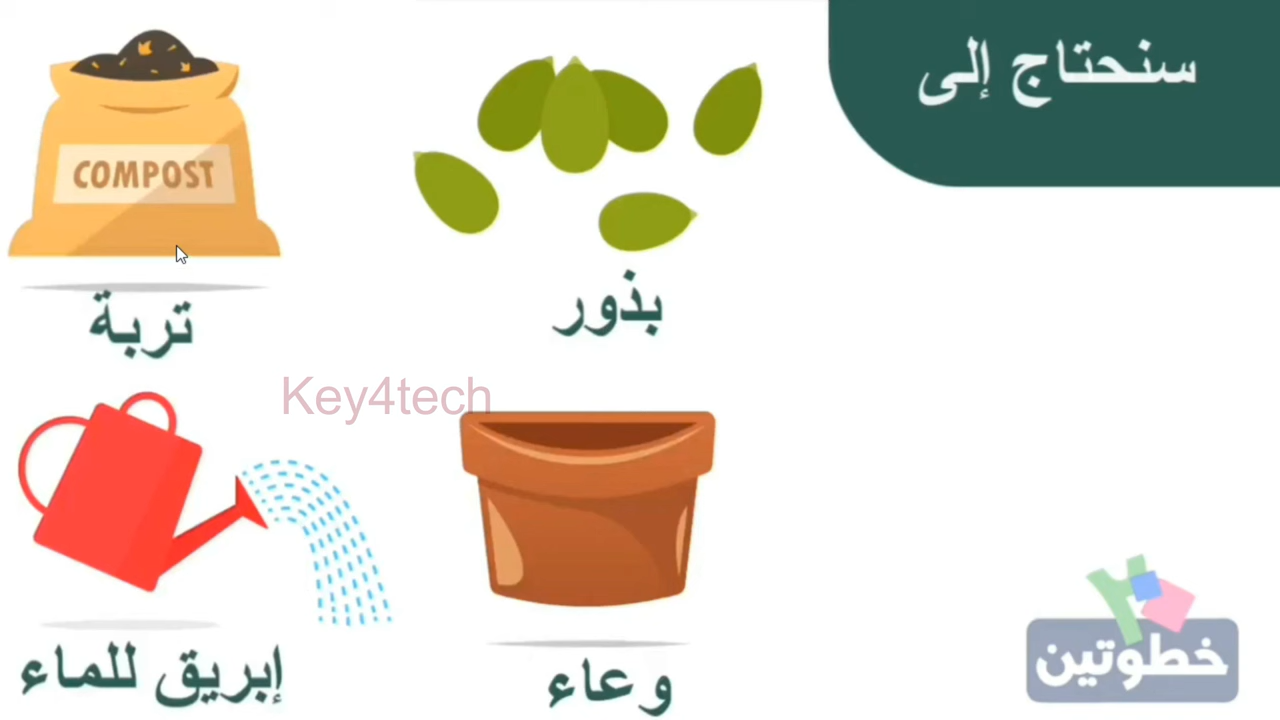 سنحتاج إلى
بذور
COMPOST
تربة
Key4tech
وعاء
إبريق للماء
خطوتين